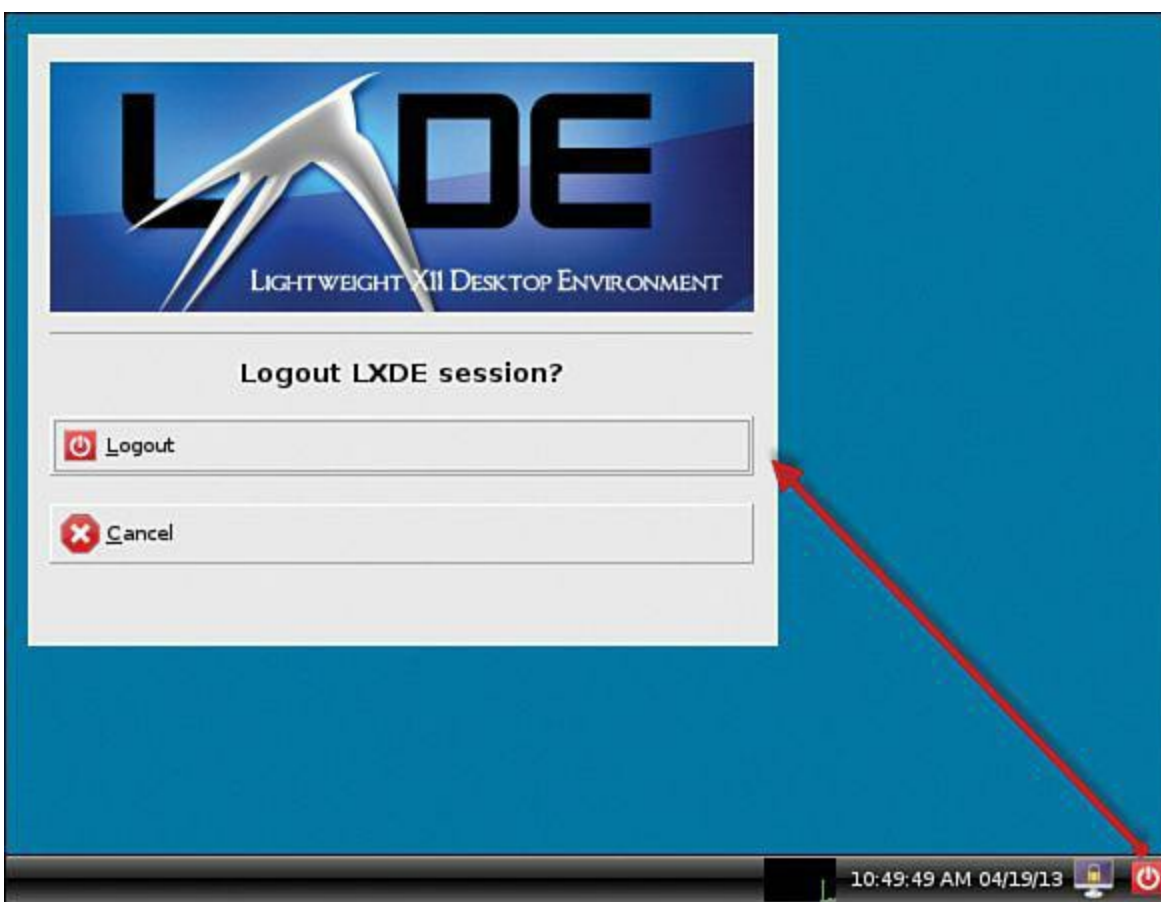 LXDE
LIGHTWEIGHT X11 DESKTOP ENVIRONMENT
Logout LXDE session?
Logout
Cancel
10:49:49 AM 04/19/13